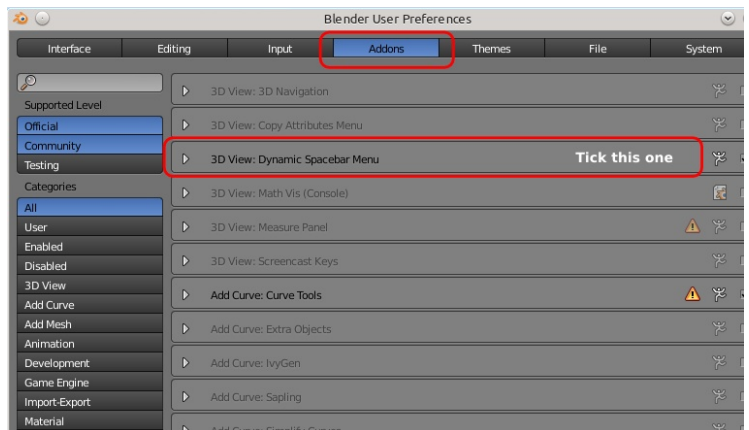 Blender User Preferences
Interface Editing Input Addons Themes File System
Supported Level
Official
Community
Testing
Categories
All
User
Enabled
Disabled
3D View
Add Curve
Add Mesh
Animation
Development
Game Engine
Import-Export
Material
3D View: 3D Navigation
3D View: Copy Attributes Menu
3D View: Dynamic Spacebar Menu Tick this one
3D View: Math Vis (Console)
3D View: Measure Panel
3D View: Screencast Keys
Add Curve: Curve Tools
Add Curve: Extra Objects
Add Curve: IvyGen
Add Curve: Sapling
Add Curve: Simplify Curves